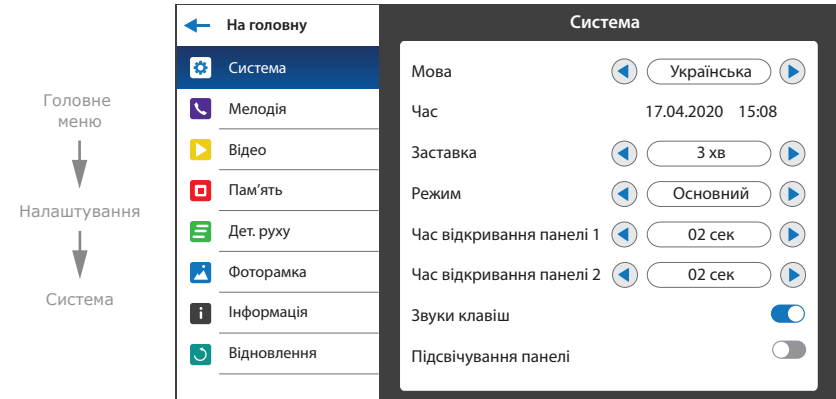 Головне
меню
Налаштування
Система
На головну
Система
Мелодія
Відео
Пам'ять
Дет. руху
Фоторамка
Інформація
Відновлення
Система
Мова Українська
Час 17.04.2020 15:08
Заставка 3 хв
Режим Основний
Час відкривання панелі 1 02 сек
Час відкривання панелі 2 02 сек
Звуки клавіш
Підсвічування панелі